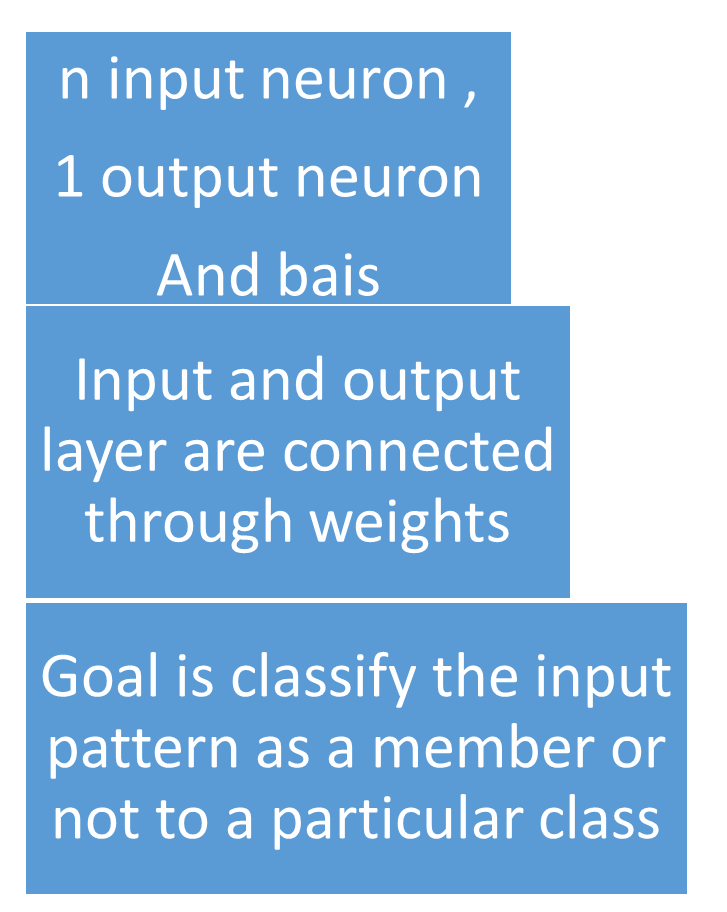 n input neuron ,
1 output neuron
And bais
Input and output
layer are connected
through weights
Goal is classify the input
pattern as a member or
not to a particular class